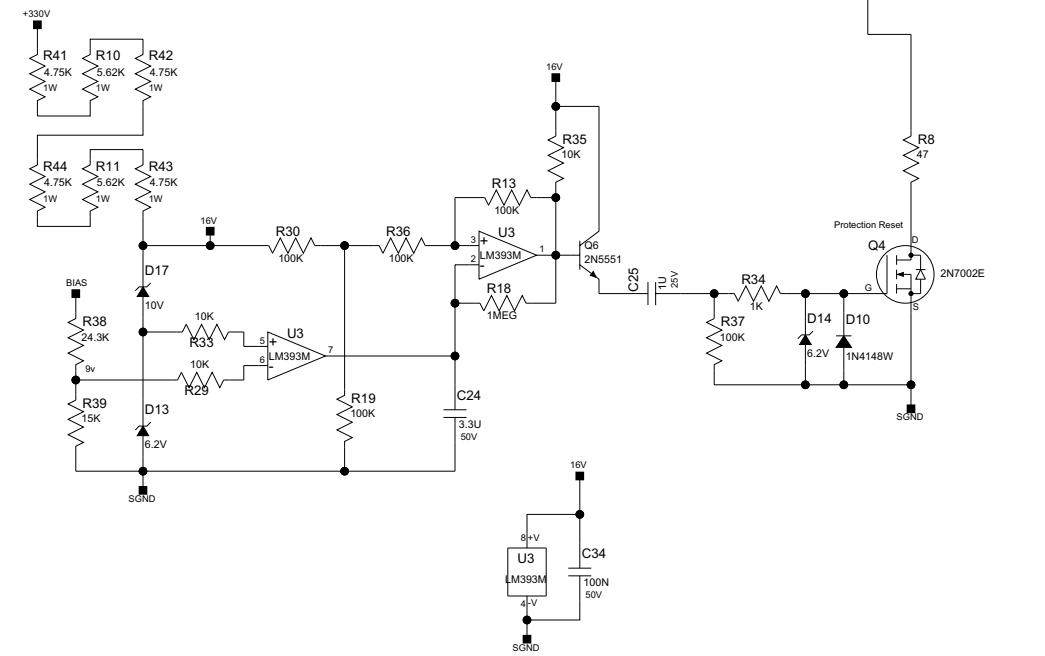 +330V
R41
4.75K
1W
R10
5.62K
1W
R42
4.75K
1W
R44
4.75K
1W
R11
5.62K
1W
R43
4.75K
1W
16V
R30
100K
R36
100K
R13
100K
16V
R35
10K
U3
LM393M
3
+
2
-
1
Q6
2N5551
R18
1MEG
D17
10V
BIAS
R38
24.3K
9v
R39
15K
10K
R33
10K
R29
U3
LM393M
5
+
6
-
7
D13
6.2V
SGND
R19
100K
C24
3.3U
50V
C25
1U
25V
R34
1K
R37
100K
D14
6.2V
D10
1N4148W
SGND
R8
47
Protection Reset
Q4
D
G
S
2N7002E
16V
8
+V
U3
LM393M
4
-V
C34
100N
50V
SGND